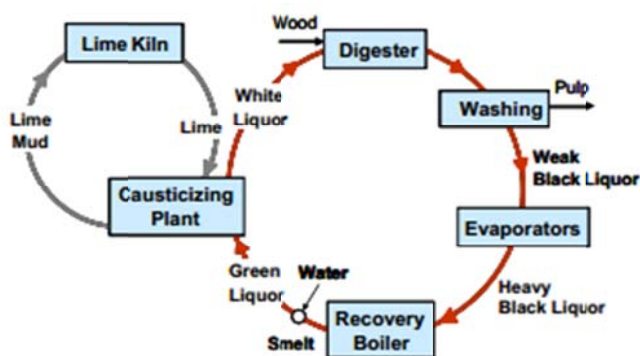 Wood
Lime Kiln
Digester
White
Liquor
Pulp
Washing
Lime
Mud
Lime
Weak
Black Liquor
Causticizing
Plant
Evaporators
Green
Liquor
Water
Heavy
Black Liquor
Smelt
Recovery
Boiler